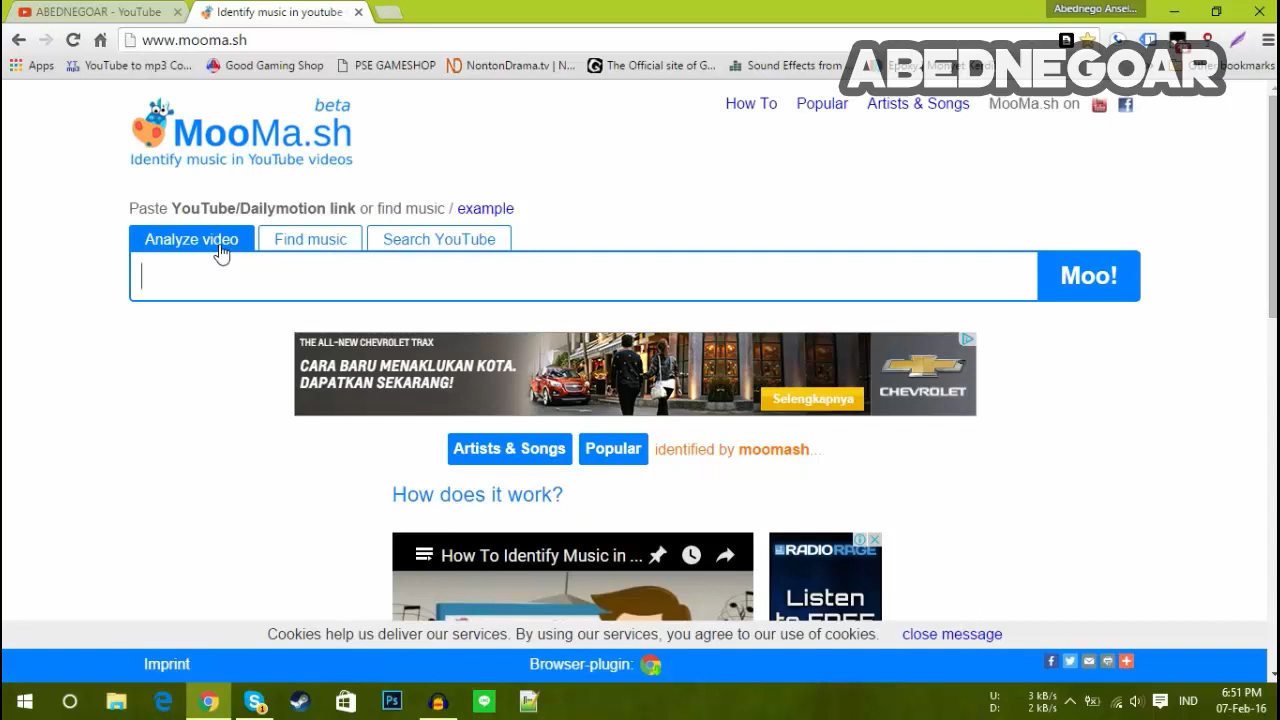 ABEDNEGOAR - YouTube
Identify music in youtube
Abednego Ansel...
www.mooma.sh
Apps
YouTube to mp3 Co...
Good Gaming Shop
PSE GAMESHOP
NontonDrama.tv | N...
The Official site of G...
Sound Effects from
Other bookmarks
ABEDNEGOAR
beta
MooMa.sh
Identify music in YouTube videos
How To
Popular
Artists & Songs
MooMa.sh on
Paste YouTube/Dailymotion link or find music / example
Analyze video
Find music
Search YouTube
Moo!
THE ALL-NEW CHEVROLET TRAX
CARA BARU MENAKLUKAN KOTA.
DAPATKAN SEKARANG!
Selengkapnya
CHEVROLET
Artists & Songs
Popular
identified by moomash...
How does it work?
How To Identify Music in ...
RADIORAGE
Listen
to FREE
Cookies help us deliver our services. By using our services, you agree to our use of cookies.
close message
Imprint
Browser-plugin:
U: 3 kB/s
D: 2 kB/s
IND
6:51 PM
07-Feb-16